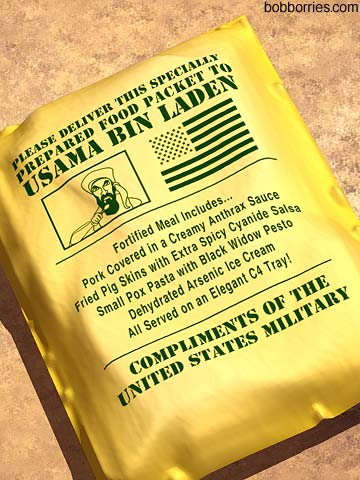 bobborries.com
PLEASE DELIVER THIS SPECIALLY
PREPARED FOOD PACKET TO
USAMA BIN LADEN
Fortified Meal Includes...
Pork Covered in a Creamy Anthrax Sauce
Fried Pig Skins with Extra Spicy Cyanide Salsa
Small Pox Pasta with Black Widow Pesto
Dehydrated Arsenic Ice Cream
All Served on an Elegant C4 Tray!
COMPLIMENTS OF THE
UNITED STATES MILITARY